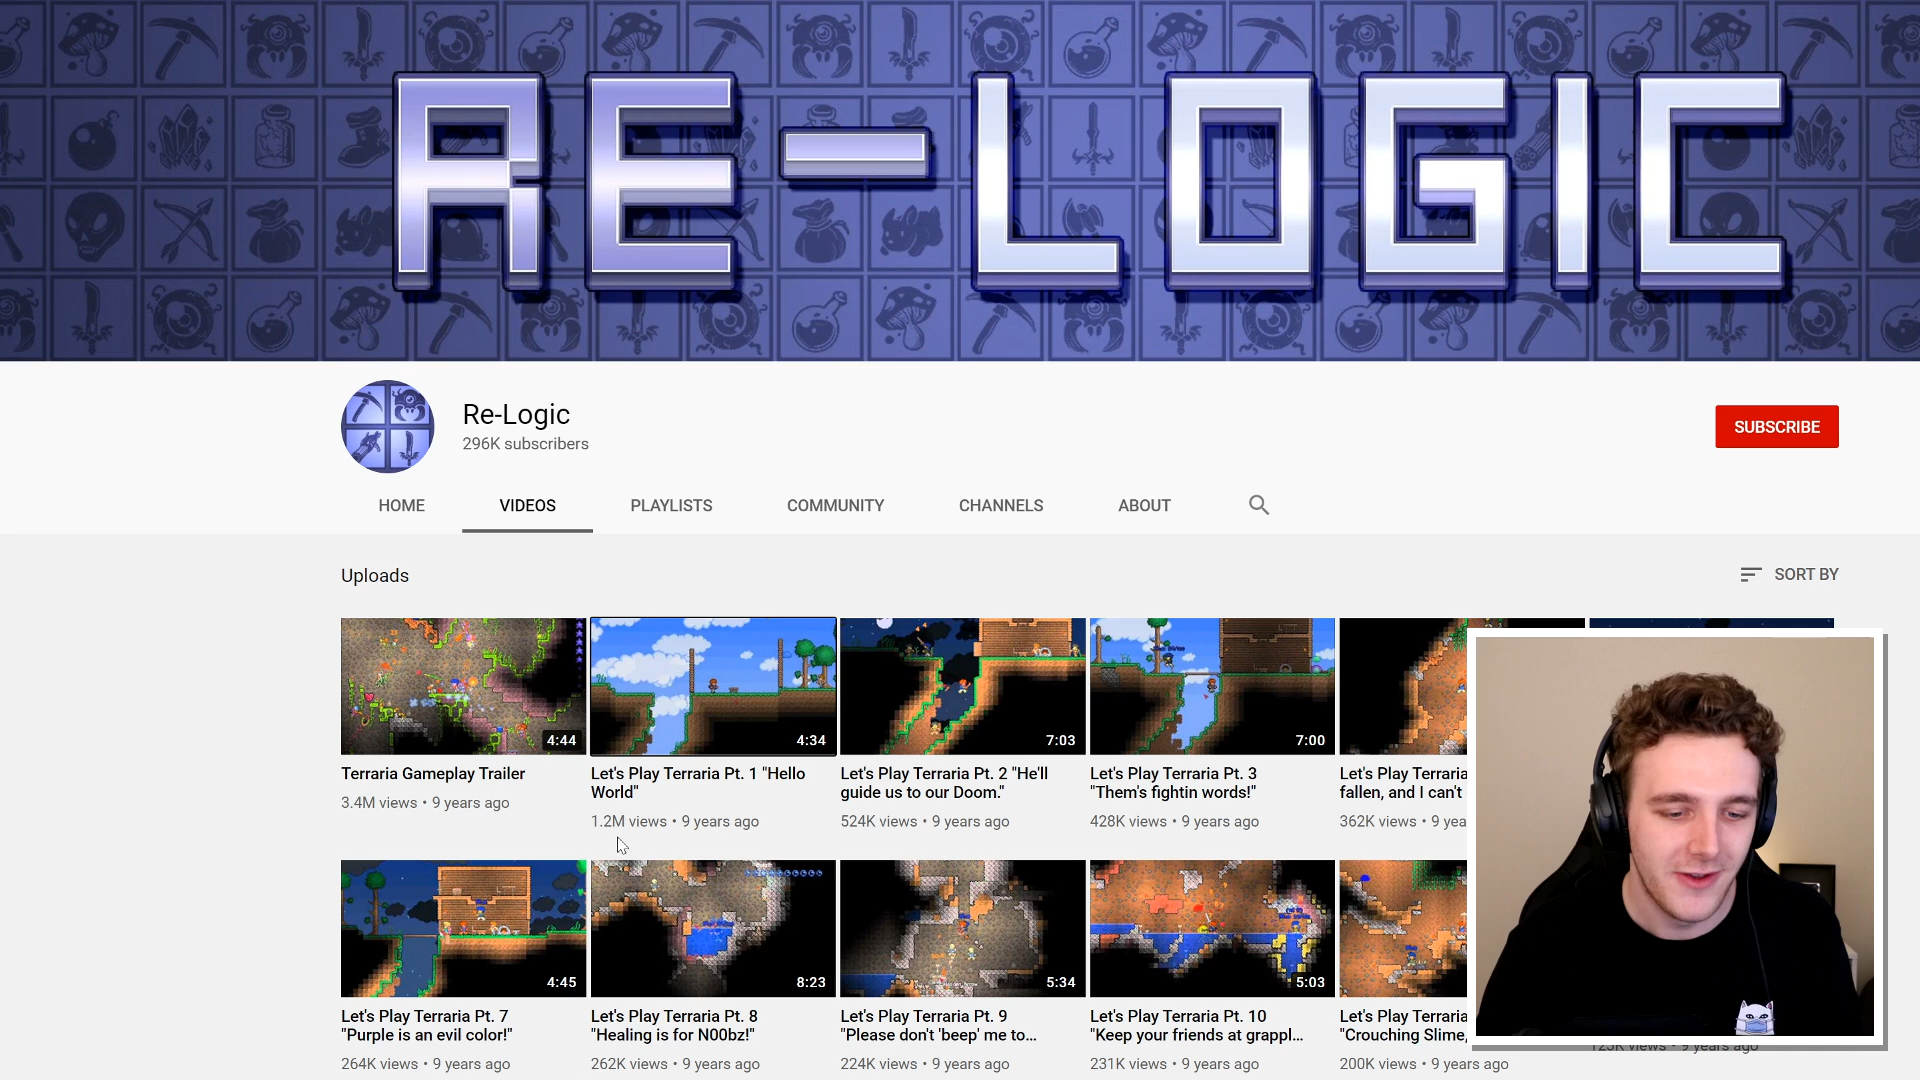 RE-LOGIC
Re-Logic
296K subscribers
SUBSCRIBE
HOME
VIDEOS
PLAYLISTS
COMMUNITY
CHANNELS
ABOUT
Uploads
SORT BY
4:44
4:34
7:03
7:00
Terraria Gameplay Trailer
3.4M views • 9 years ago
Let's Play Terraria Pt. 1 "Hello
World"
1.2M views • 9 years ago
Let's Play Terraria Pt. 2 "He'll
guide us to our Doom."
524K views • 9 years ago
Let's Play Terraria Pt. 3
"Them's fightin words!"
428K views • 9 years ago
Let's Play Terraria
fallen, and I can't
362K views • 9 yea
4:45
8:23
5:34
5:03
Let's Play Terraria Pt. 7
"Purple is an evil color!"
264K views • 9 years ago
Let's Play Terraria Pt. 8
"Healing is for N00bz!"
262K views • 9 years ago
Let's Play Terraria Pt. 9
"Please don't 'beep' me to...
224K views • 9 years ago
Let's Play Terraria Pt. 10
"Keep your friends at grappl...
231K views • 9 years ago
Let's Play Terraria
"Crouching Slime,
200K views • 9 years ago
views • 9 years ago